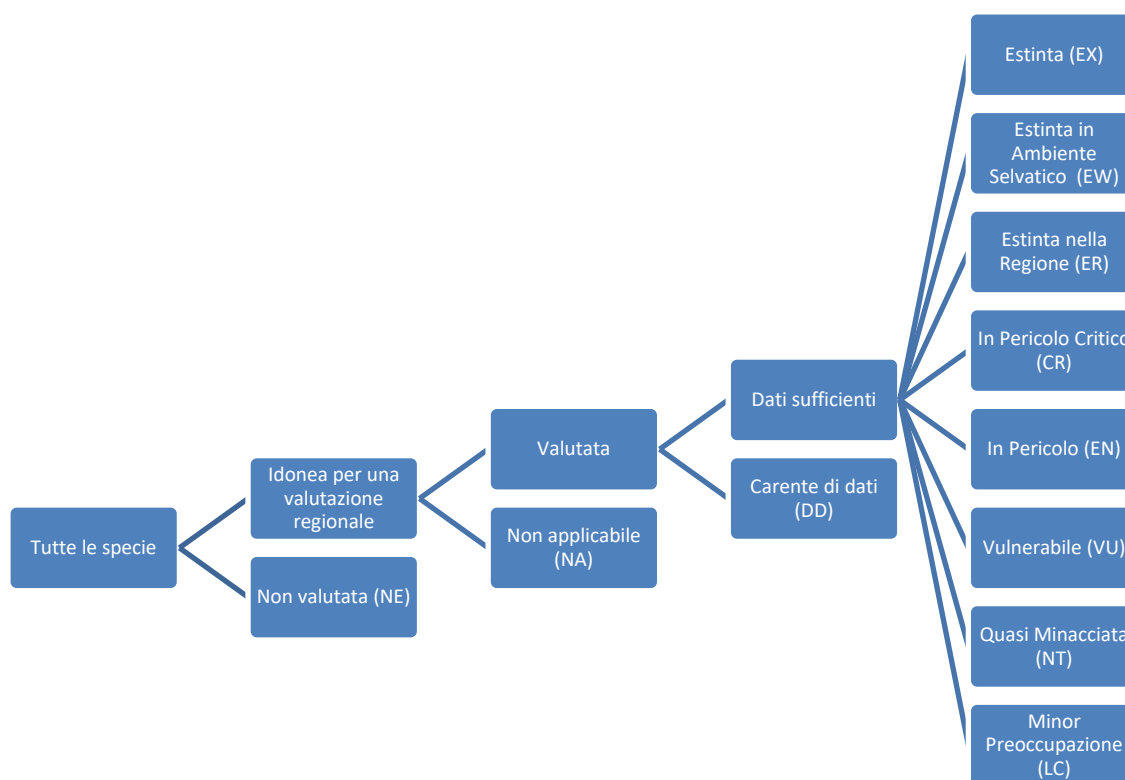 Tutte le specie
Idonea per una
valutazione
regionale
Non valutata (NE)
Valutata
Non applicabile
(NA)
Dati sufficienti
Carente di dati
(DD)
Estinta (EX)
Estinta in
Ambiente
Selvatico (EW)
Estinta nella
Regione (ER)
In Pericolo Critico
(CR)
In Pericolo (EN)
Vulnerabile (VU)
Quasi Minacciata
(NT)
Minor
Preoccupazione
(LC)